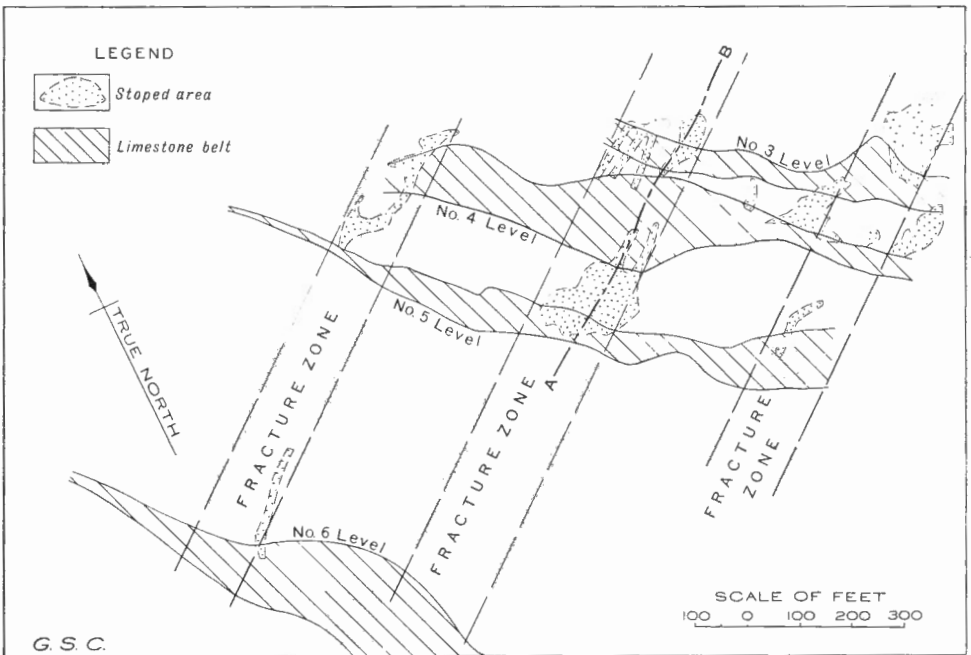 LEGEND
Stoped area
Limestone belt
B
No. 3 Level
No. 4 Level
No. 5 Level
TRUE NORTH
FRACTURE ZONE
A
FRACTURE ZONE
FRACTURE
ZONE
No. 6 Level
SCALE OF FEET
100 0 100 200 300
G. S. C.